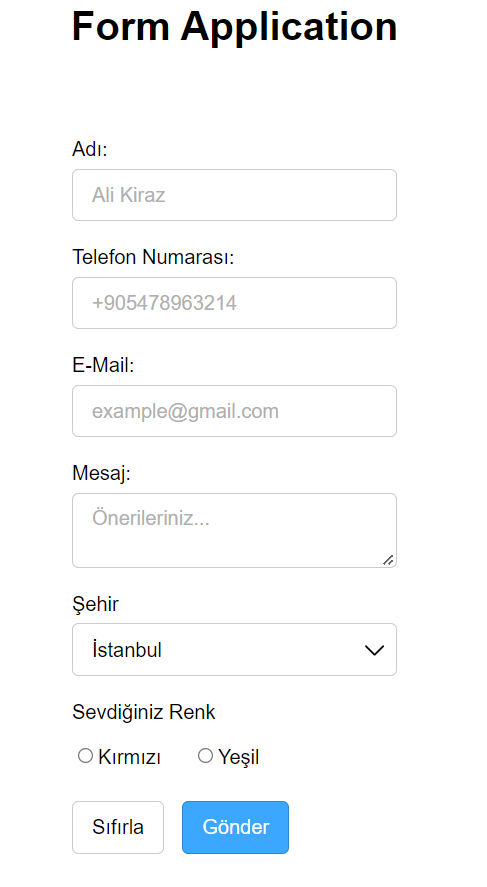 Form Application
Adı:
Ali Kiraz
Telefon Numarası:
+905478963214
E-Mail:
example@gmail.com
Mesaj:
Önerileriniz...
Şehir
İstanbul
Sevdiğiniz Renk
Kırmızı Yeşil
Sıfırla Gönder